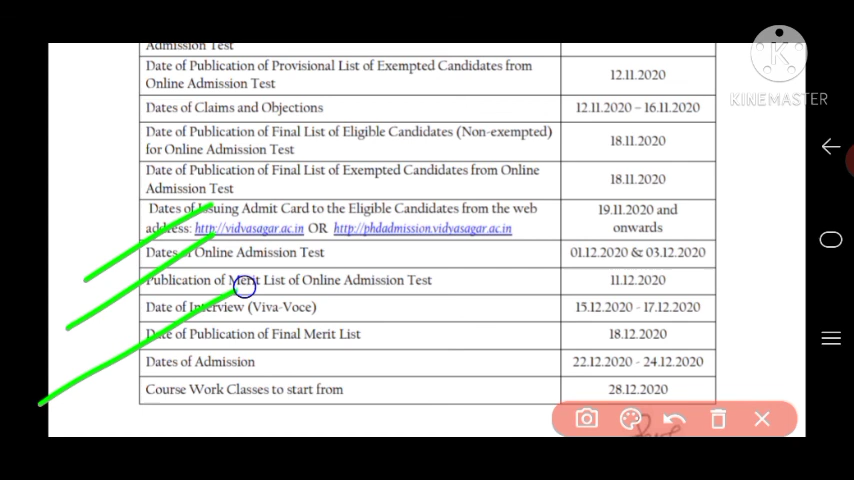 Admission Test
Date of Publication of Provisional List of Exempted Candidates from
Online Admission Test
12.11.2020
Dates of Claims and Objections
12.11.2020 – 16.11.2020
Date of Publication of Final List of Eligible Candidates (Non-exempted)
for Online Admission Test
18.11.2020
Date of Publication of Final List of Exempted Candidates from Online
Admission Test
18.11.2020
Dates of Issuing Admit Card to the Eligible Candidates from the web
address: http://vidvasagar.ac.in OR http://phdadmission.vidyasagar.ac.in
19.11.2020 and
onwards
Dates of Online Admission Test
01.12.2020 & 03.12.2020
Publication of Merit List of Online Admission Test
11.12.2020
Date of Interview (Viva-Voce)
15.12.2020 - 17.12.2020
Date of Publication of Final Merit List
18.12.2020
Dates of Admission
22.12.2020 - 24.12.2020
Course Work Classes to start from
28.12.2020
K
KINEMASTER